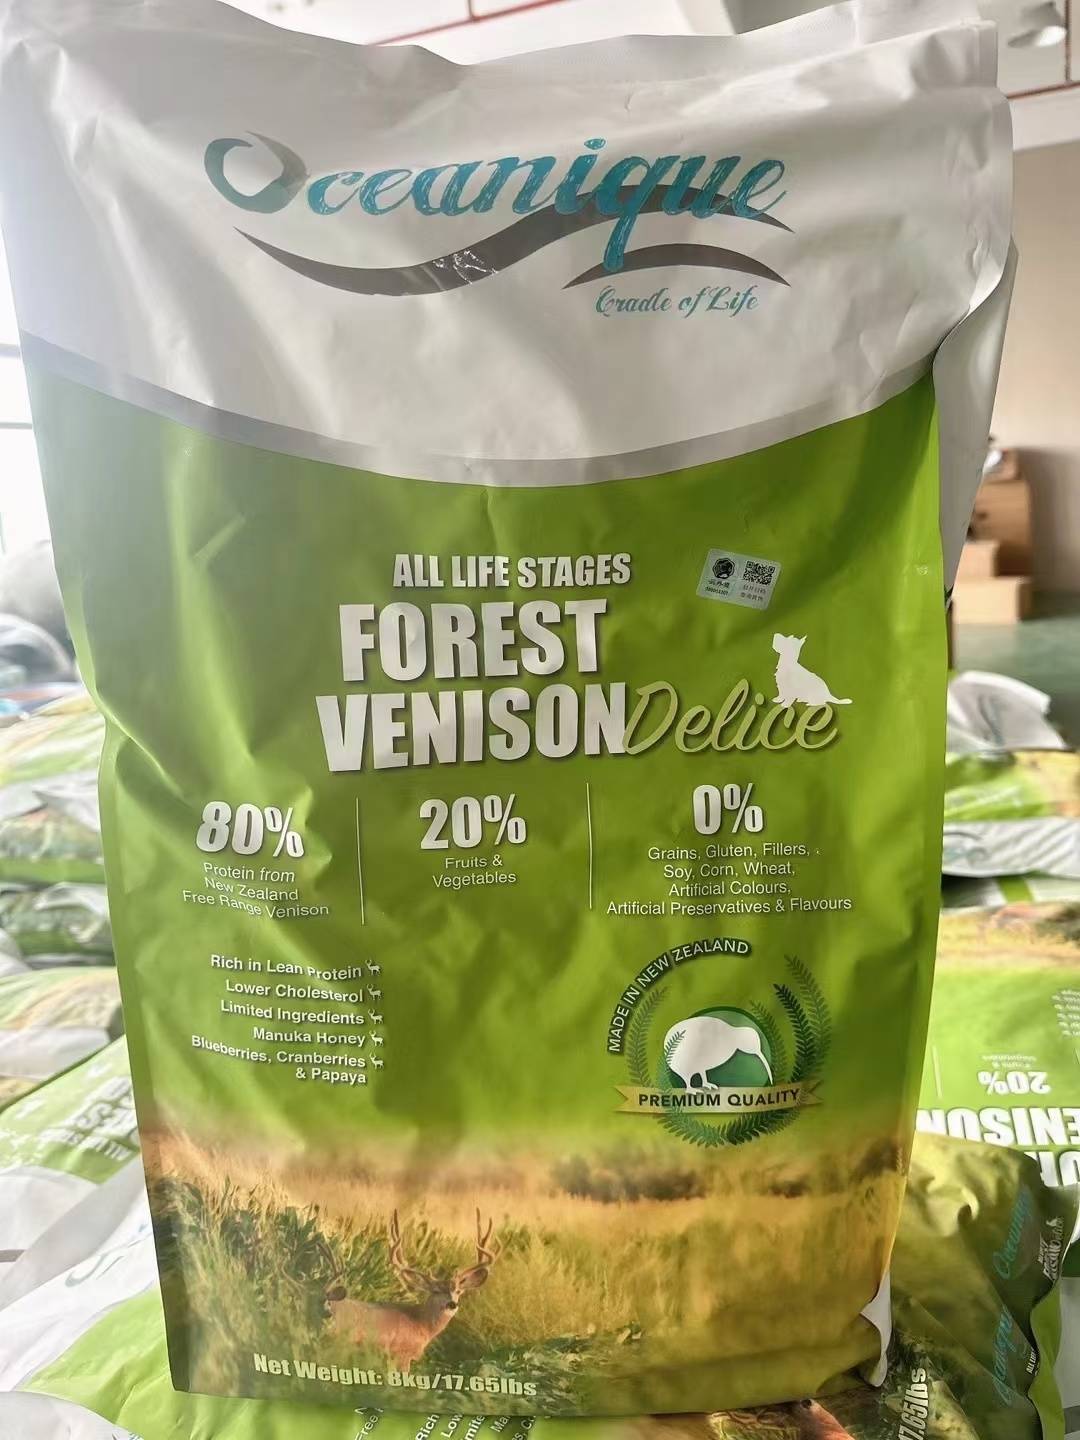 Oceanique
Cradle of Life
ALL LIFE STAGES
FOREST
VENISON Delice
80%
Protein from
New Zealand
Free Range Venison
20%
Fruits &
Vegetables
0%
Grains, Gluten, Fillers,
Soy, Corn, Wheat,
Artificial Colours,
Artificial Preservatives & Flavours
Rich in Lean Protein
Lower Cholesterol
Limited Ingredients
Manuka Honey
Blueberries, Cranberries
& Papaya
MADE IN NEW ZEALAND
PREMIUM QUALITY
Net Weight: 8kg/17.65lbs
20%